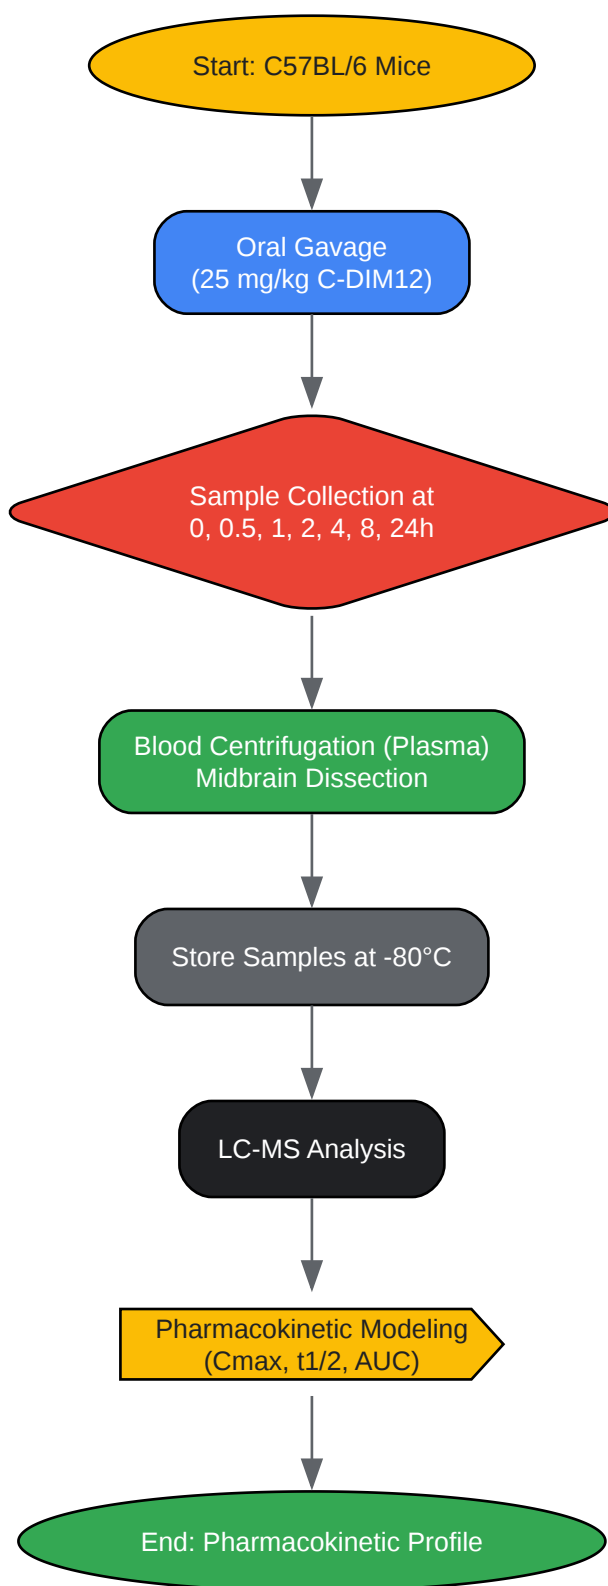 Start: C57BL/6 Mice
Oral Gavage
(25 mg/kg C-DIM12)
Sample Collection at
0, 0.5, 1, 2, 4, 8, 24h
Blood Centrifugation (Plasma)
Midbrain Dissection
Store Samples at -80°C
LC-MS Analysis
Pharmacokinetic Modeling
(Cmax, t1/2, AUC)
End: Pharmacokinetic Profile